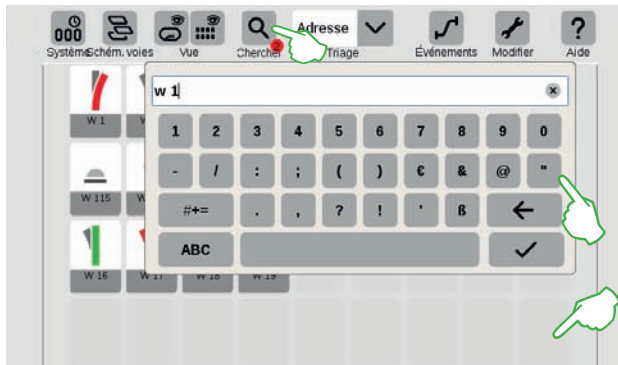 000 Adresse ?
Système Schém. voies Vue Chercher 2 Triage Événements Modifier Aide
w 1
W 1
1 2 3 4 5 6 7 8 9 0
- / : ; ( ) € & @ "
W 115
#+= . , ? ! ' ß
ABC
W 16 W 17 W 18 W 19